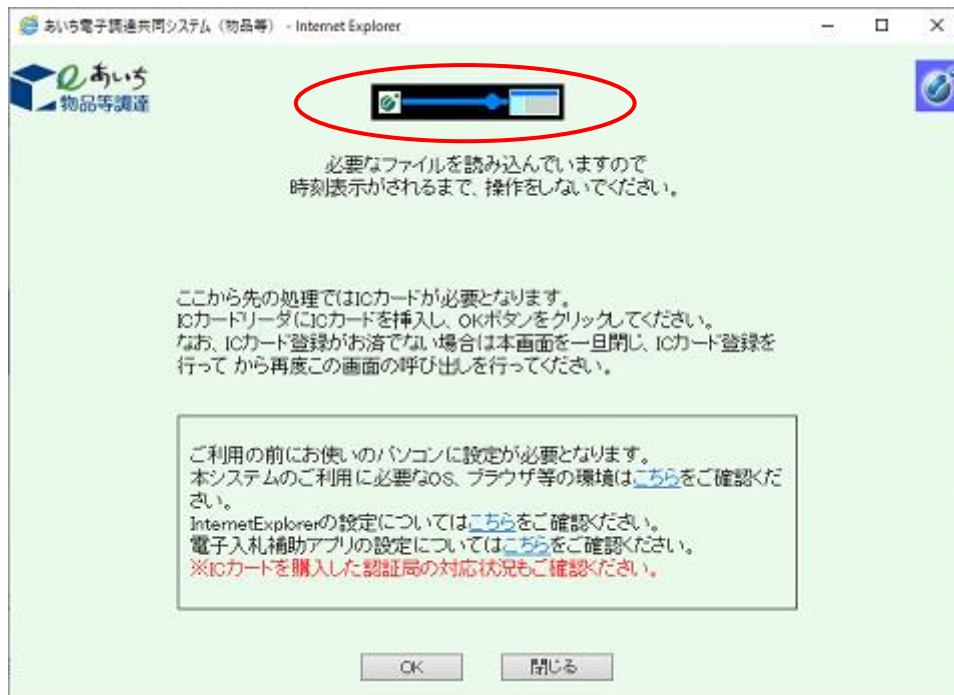 あいち電子調達共同システム（物品等） - Internet Explorer
あいち
物品等調達
必要なファイルを読み込んでいますので
時刻表示がされるまで、操作をしないでください。
ここから先の処理ではICカードが必要となります。
ICカードリーダにICカードを挿入し、OKボタンをクリックしてください。
なお、ICカード登録がお済でない場合は本画面を一旦閉じ、ICカード登録を
行って から再度この画面の呼び出しを行ってください。
ご利用の前にお使いのパソコンに設定が必要となります。
本システムのご利用に必要なOS、ブラウザ等の環境はこちらをご確認くだ
さい。
InternetExplorerの設定についてはこちらをご確認ください。
電子入札補助アプリの設定についてはこちらをご確認ください。
※ICカードを購入した認証局の対応状況もご確認ください。
OK 閉じる